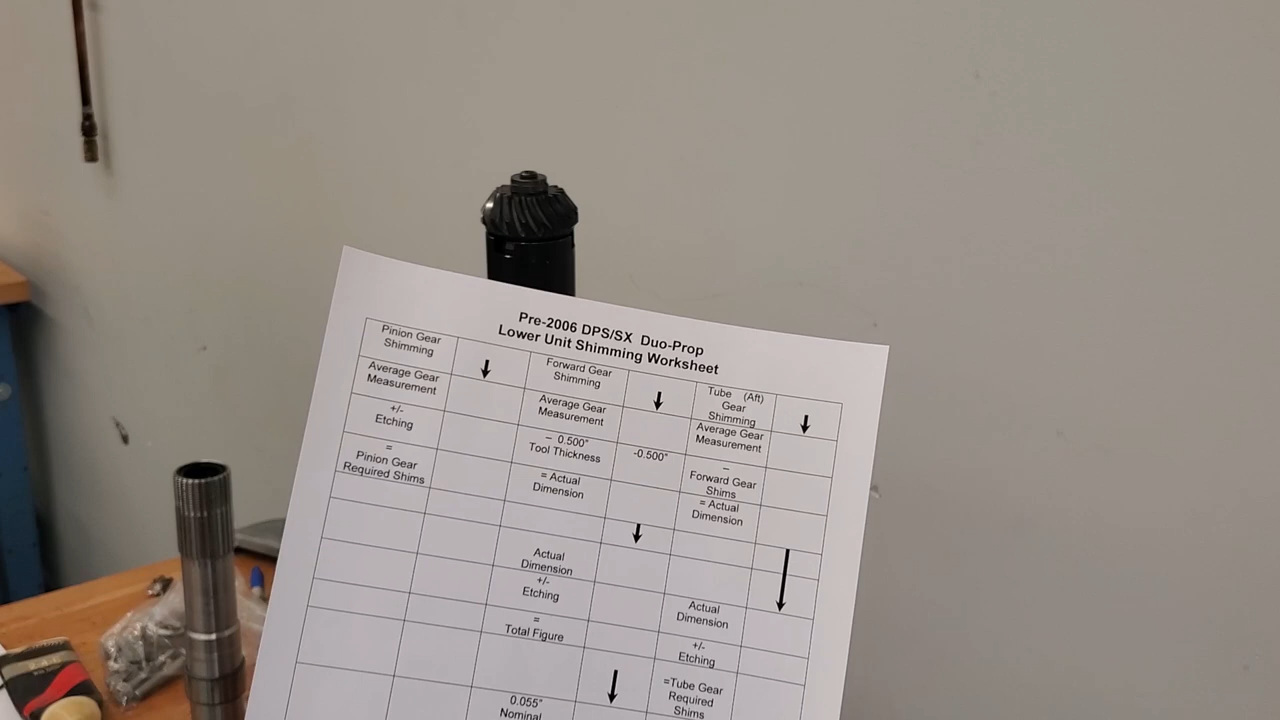 Pre-2006 DPS/SX Duo-Prop
Lower Unit Shimming Worksheet
Pinion Gear
Shimming
Average Gear
Measurement
+/-
Etching
=
Pinion Gear
Required Shims
Forward Gear
Shimming
Average Gear
Measurement
– 0.500"
Tool Thickness
-0.500"
= Actual
Dimension
Actual
Dimension
+/-
Etching
=
Total Figure
0.055"
Nominal
Tube (Aft)
Gear
Shimming
Average Gear
Measurement
–
Forward Gear
Shims
= Actual
Dimension
Actual
Dimension
+/-
Etching
=Tube Gear
Required
Shims